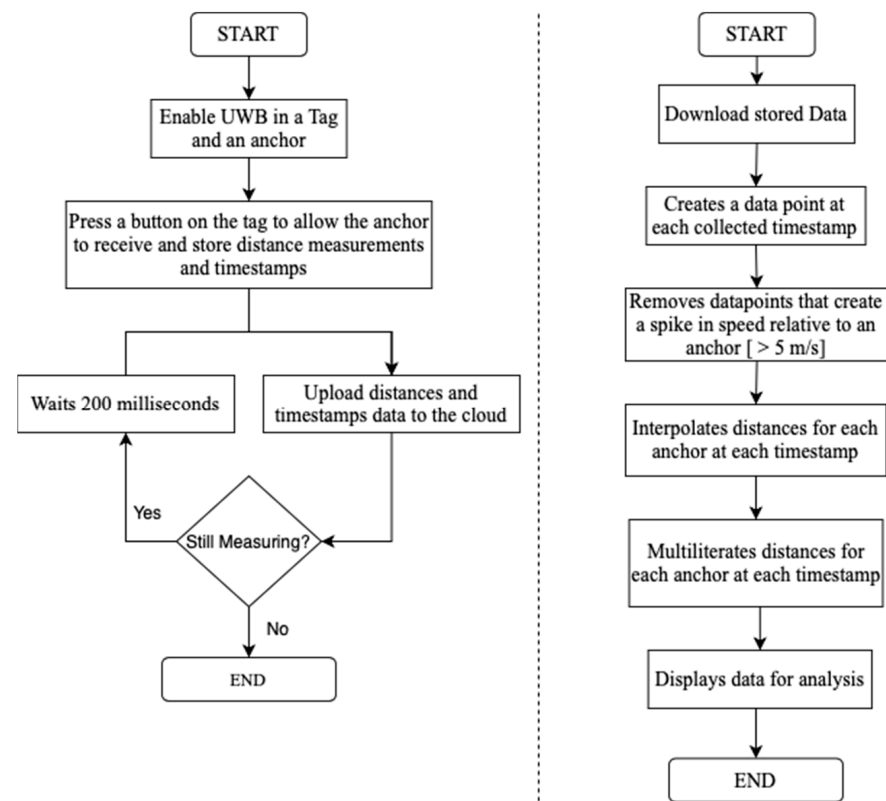 START
Enable UWB in a Tag
and an anchor
Press a button on the tag to allow the anchor
to receive and store distance measurements
and timestamps
Waits 200 milliseconds
Upload distances and
timestamps data to the cloud
Yes
Still Measuring?
No
END
START
Download stored Data
Creates a data point at
each collected timestamp
Removes datapoints that create
a spike in speed relative to an
anchor [ > 5 m/s]
Interpolates distances for each
anchor at each timestamp
Multiliterates distances for
each anchor at each timestamp
Displays data for analysis
END